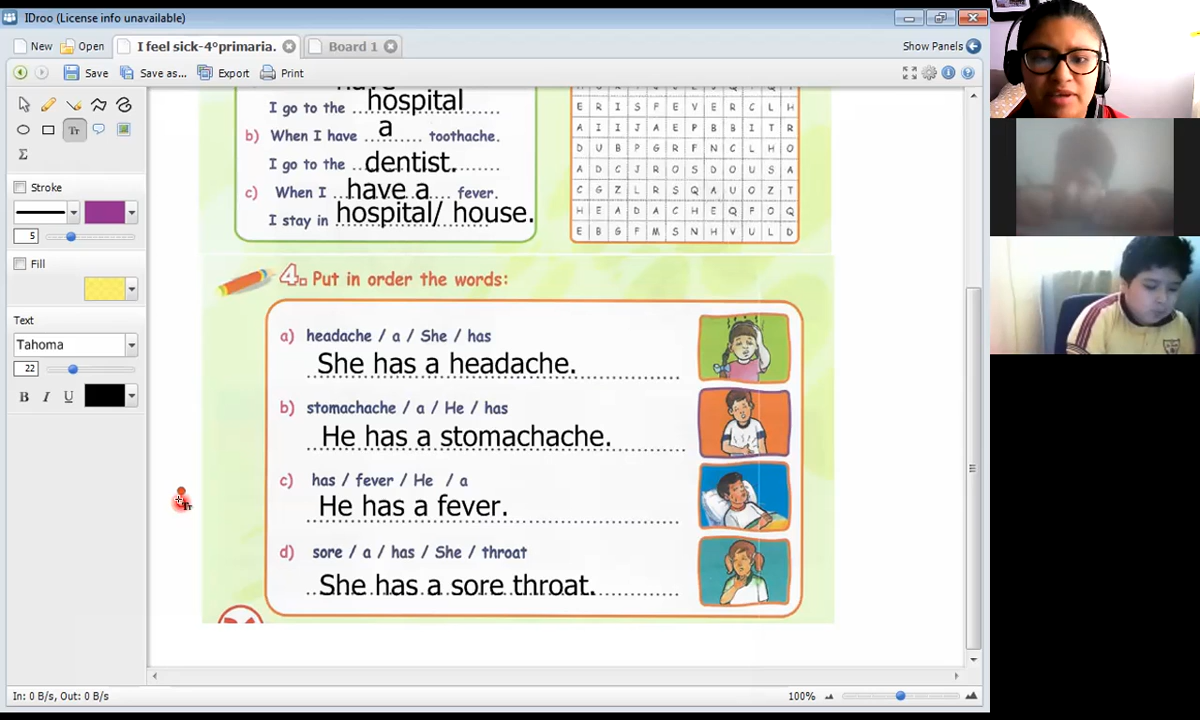 IDroo (License info unavailable)
New Open I feel sick-4°primaria. Board 1 Show Panels
Save Save as... Export Print
Tr
Σ
Stroke
5
Fill
Text
Tahoma
22
B I U
have
I go to the hospital
b) When I have a toothache.
I go to the dentist.
c) When I have a fever.
I stay in hospital/ house.
E R I S F E V E R C L H
A I I J A E P B B I T R
D U B P G R F N C L H O
A D C J R O S D O U S A
C G Z L R S Q A U O Z T
H E A D A C H E Q F O Q
E B G F M S N H V U L D
4. Put in order the words:
a) headache / a / She / has
She has a headache.
b) stomachache / a / He / has
He has a stomachache.
c) has / fever / He / a
He has a fever.
d) sore / a / has / She / throat
She has a sore throat.
In: 0 B/s, Out: 0 B/s 100%